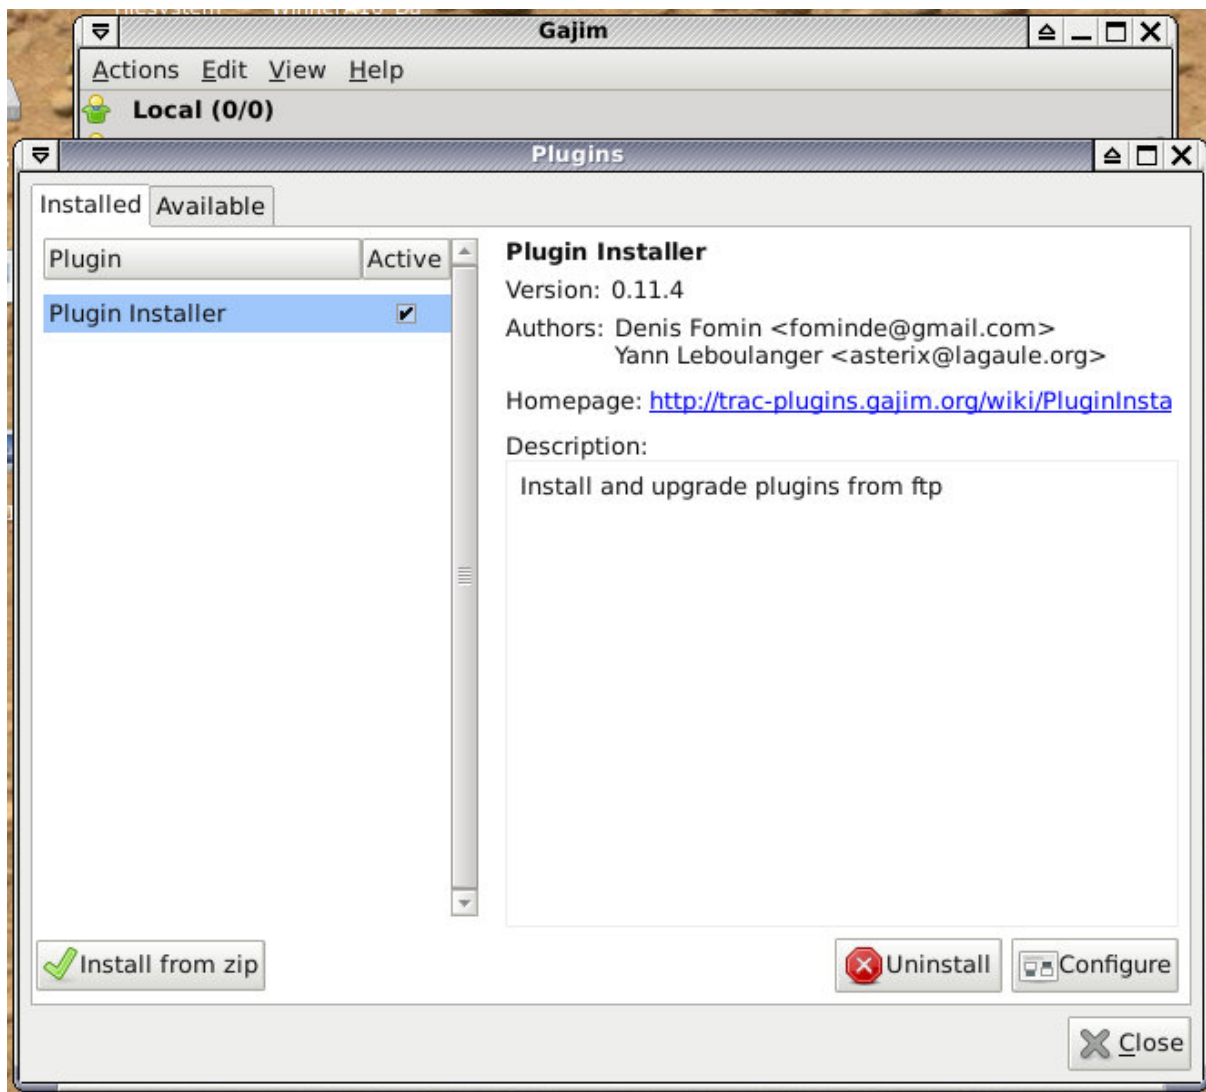 Gajim
Actions Edit View Help
Local (0/0)
Plugins
Installed Available
Plugin Active
Plugin Installer
Plugin Installer
Version: 0.11.4
Authors: Denis Fomin <fominde@gmail.com>
Yann Leboulanger <asterix@lagaule.org>
Homepage: http://trac-plugins.gajim.org/wiki/PluginInsta
Description:
Install and upgrade plugins from ftp
Install from zip
Uninstall
Configure
Close